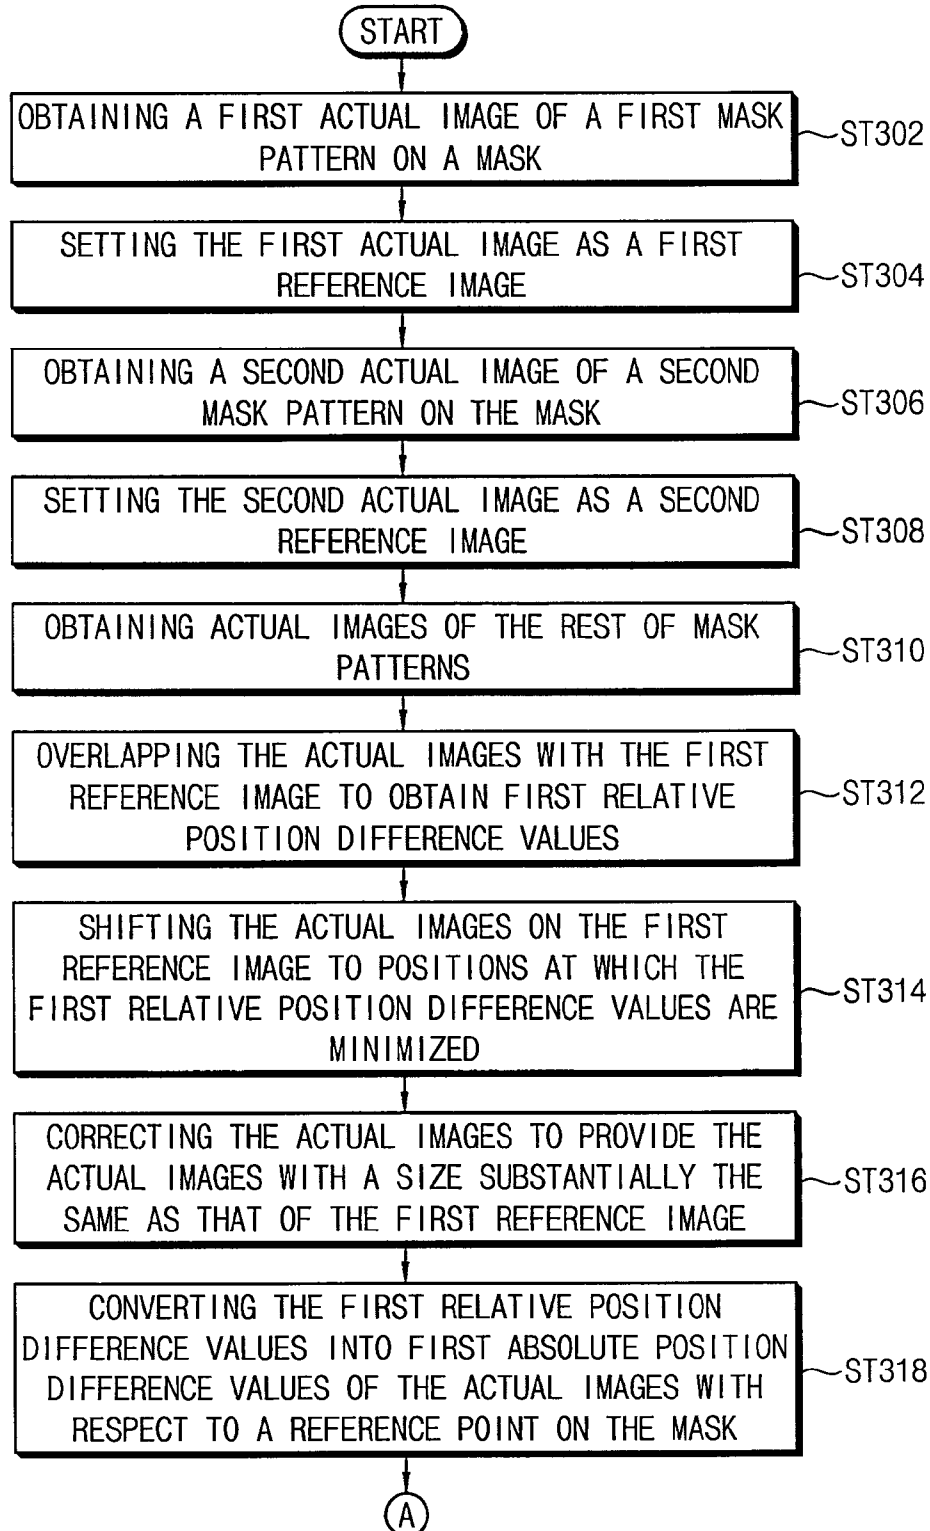 START
OBTAINING A FIRST ACTUAL IMAGE OF A FIRST MASK
PATTERN ON A MASK
ST302
SETTING THE FIRST ACTUAL IMAGE AS A FIRST
REFERENCE IMAGE
ST304
OBTAINING A SECOND ACTUAL IMAGE OF A SECOND
MASK PATTERN ON THE MASK
ST306
SETTING THE SECOND ACTUAL IMAGE AS A SECOND
REFERENCE IMAGE
ST308
OBTAINING ACTUAL IMAGES OF THE REST OF MASK
PATTERNS
ST310
OVERLAPPING THE ACTUAL IMAGES WITH THE FIRST
REFERENCE IMAGE TO OBTAIN FIRST RELATIVE
POSITION DIFFERENCE VALUES
ST312
SHIFTING THE ACTUAL IMAGES ON THE FIRST
REFERENCE IMAGE TO POSITIONS AT WHICH THE
FIRST RELATIVE POSITION DIFFERENCE VALUES ARE
MINIMIZED
ST314
CORRECTING THE ACTUAL IMAGES TO PROVIDE THE
ACTUAL IMAGES WITH A SIZE SUBSTANTIALLY THE
SAME AS THAT OF THE FIRST REFERENCE IMAGE
ST316
CONVERTING THE FIRST RELATIVE POSITION
DIFFERENCE VALUES INTO FIRST ABSOLUTE POSITION
DIFFERENCE VALUES OF THE ACTUAL IMAGES WITH
RESPECT TO A REFERENCE POINT ON THE MASK
ST318
A